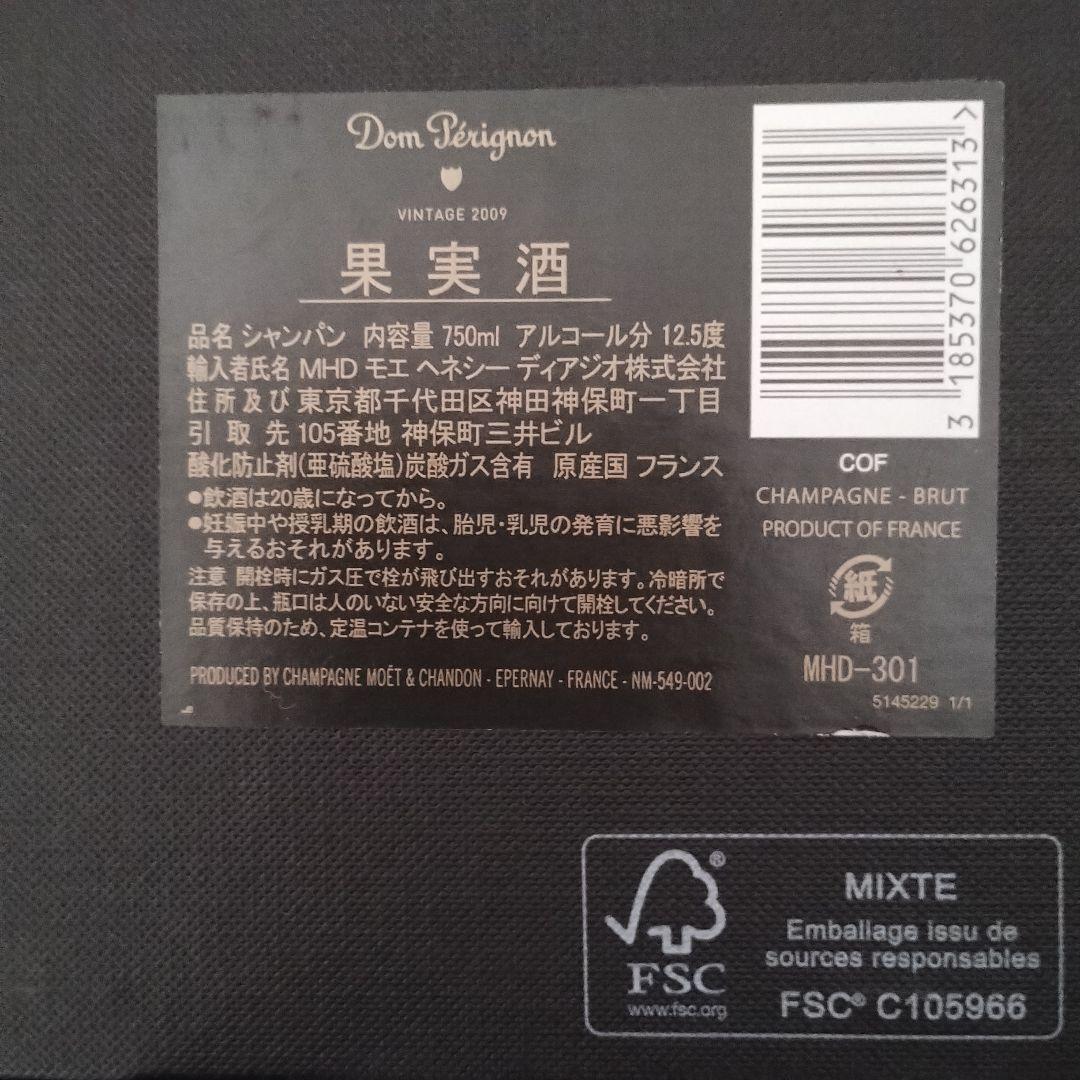 Dom Pérignon
VINTAGE 2009
果実酒
品名 シャンパン 内容量 750ml アルコール分 12.5度
輸入者氏名 MHD モエ ヘネシー ディアジオ株式会社
住所及び 東京都千代田区神田神保町一丁目
引取先 105番地 神保町三井ビル
酸化防止剤(亜硫酸塩)炭酸ガス含有 原産国 フランス
●飲酒は20歳になってから。
●妊娠中や授乳期の飲酒は、胎児・乳児の発育に悪影響を
与えるおそれがあります。
注意 開栓時にガス圧で栓が飛び出すおそれがあります。冷暗所で
保存の上、瓶口は人のいない安全な方向に向けて開栓してください。
品質保持のため、定温コンテナを使って輸入しております。
PRODUCED BY CHAMPAGNE MOËT & CHANDON - EPERNAY - FRANCE - NM-549-002
3 185370 626313 >
COF
CHAMPAGNE - BRUT
PRODUCT OF FRANCE
紙
箱
MHD-301
5145229 1/1
FSC®
www.fsc.org
MIXTE
Emballage issu de
sources responsables
FSC® C105966